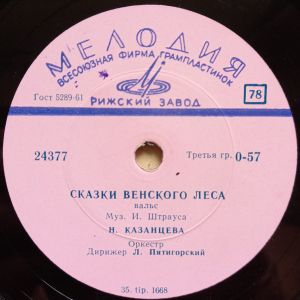 МЕЛОДИЯ
ВСЕСОЮЗНАЯ ФИРМА ГРАМПЛАСТИНОК
Гост 5289-61
РИЖСКИЙ ЗАВОД
78
24377
Третья гр. 0-57
СКАЗКИ ВЕНСКОГО ЛЕСА
вальс
Муз. И. Штрауса
Н. КАЗАНЦЕВА
Оркестр
Дирижер Л. Пятигорский
35. tip. 1668